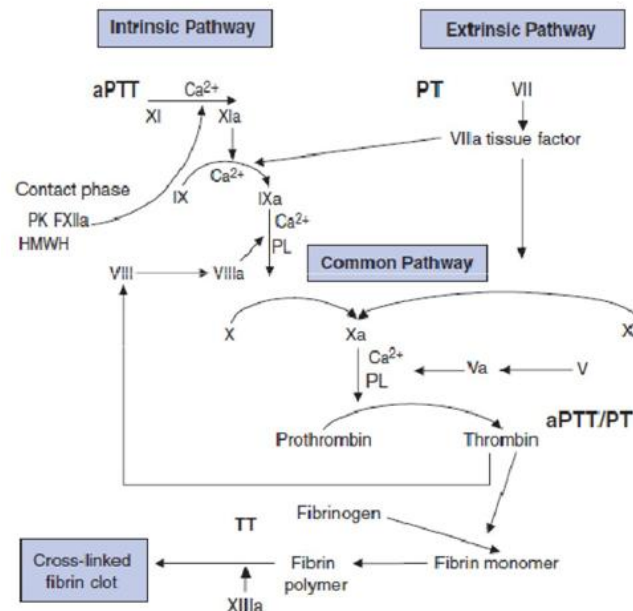 Intrinsic Pathway
Extrinsic Pathway
aPTT
Ca2+
XI
XIa
PT
VII
VIIa tissue factor
Ca2+
IX
IXa
Contact phase
PK FXIIa
HMWH
Ca2+
PL
VIII
VIIIa
Common Pathway
X
Xa
X
Ca2+
PL
Va
V
aPTT/PT
Prothrombin
Thrombin
Fibrinogen
TT
Cross-linked
fibrin clot
Fibrin
polymer
Fibrin monomer
XIIIa